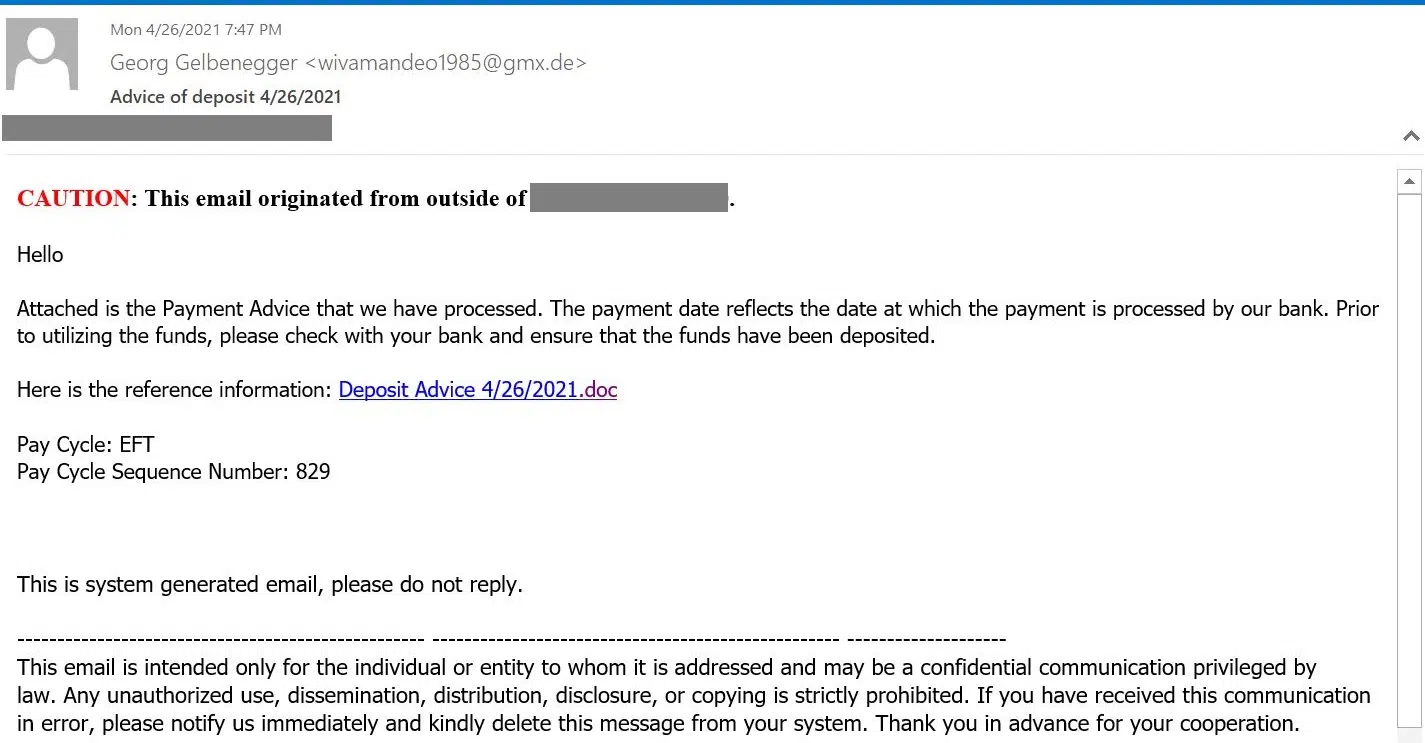 Mon 4/26/2021 7:47 PM
Georg Gelbenegger <wivamandeo1985@gmx.de>
Advice of deposit 4/26/2021
CAUTION: This email originated from outside of .
Hello
Attached is the Payment Advice that we have processed. The payment date reflects the date at which the payment is processed by our bank. Prior
to utilizing the funds, please check with your bank and ensure that the funds have been deposited.
Here is the reference information: Deposit Advice 4/26/2021.doc
Pay Cycle: EFT
Pay Cycle Sequence Number: 829
This is system generated email, please do not reply.
--------------------------------------------------- --------------------------------------------------- --------------------
This email is intended only for the individual or entity to whom it is addressed and may be a confidential communication privileged by
law. Any unauthorized use, dissemination, distribution, disclosure, or copying is strictly prohibited. If you have received this communication
in error, please notify us immediately and kindly delete this message from your system. Thank you in advance for your cooperation.